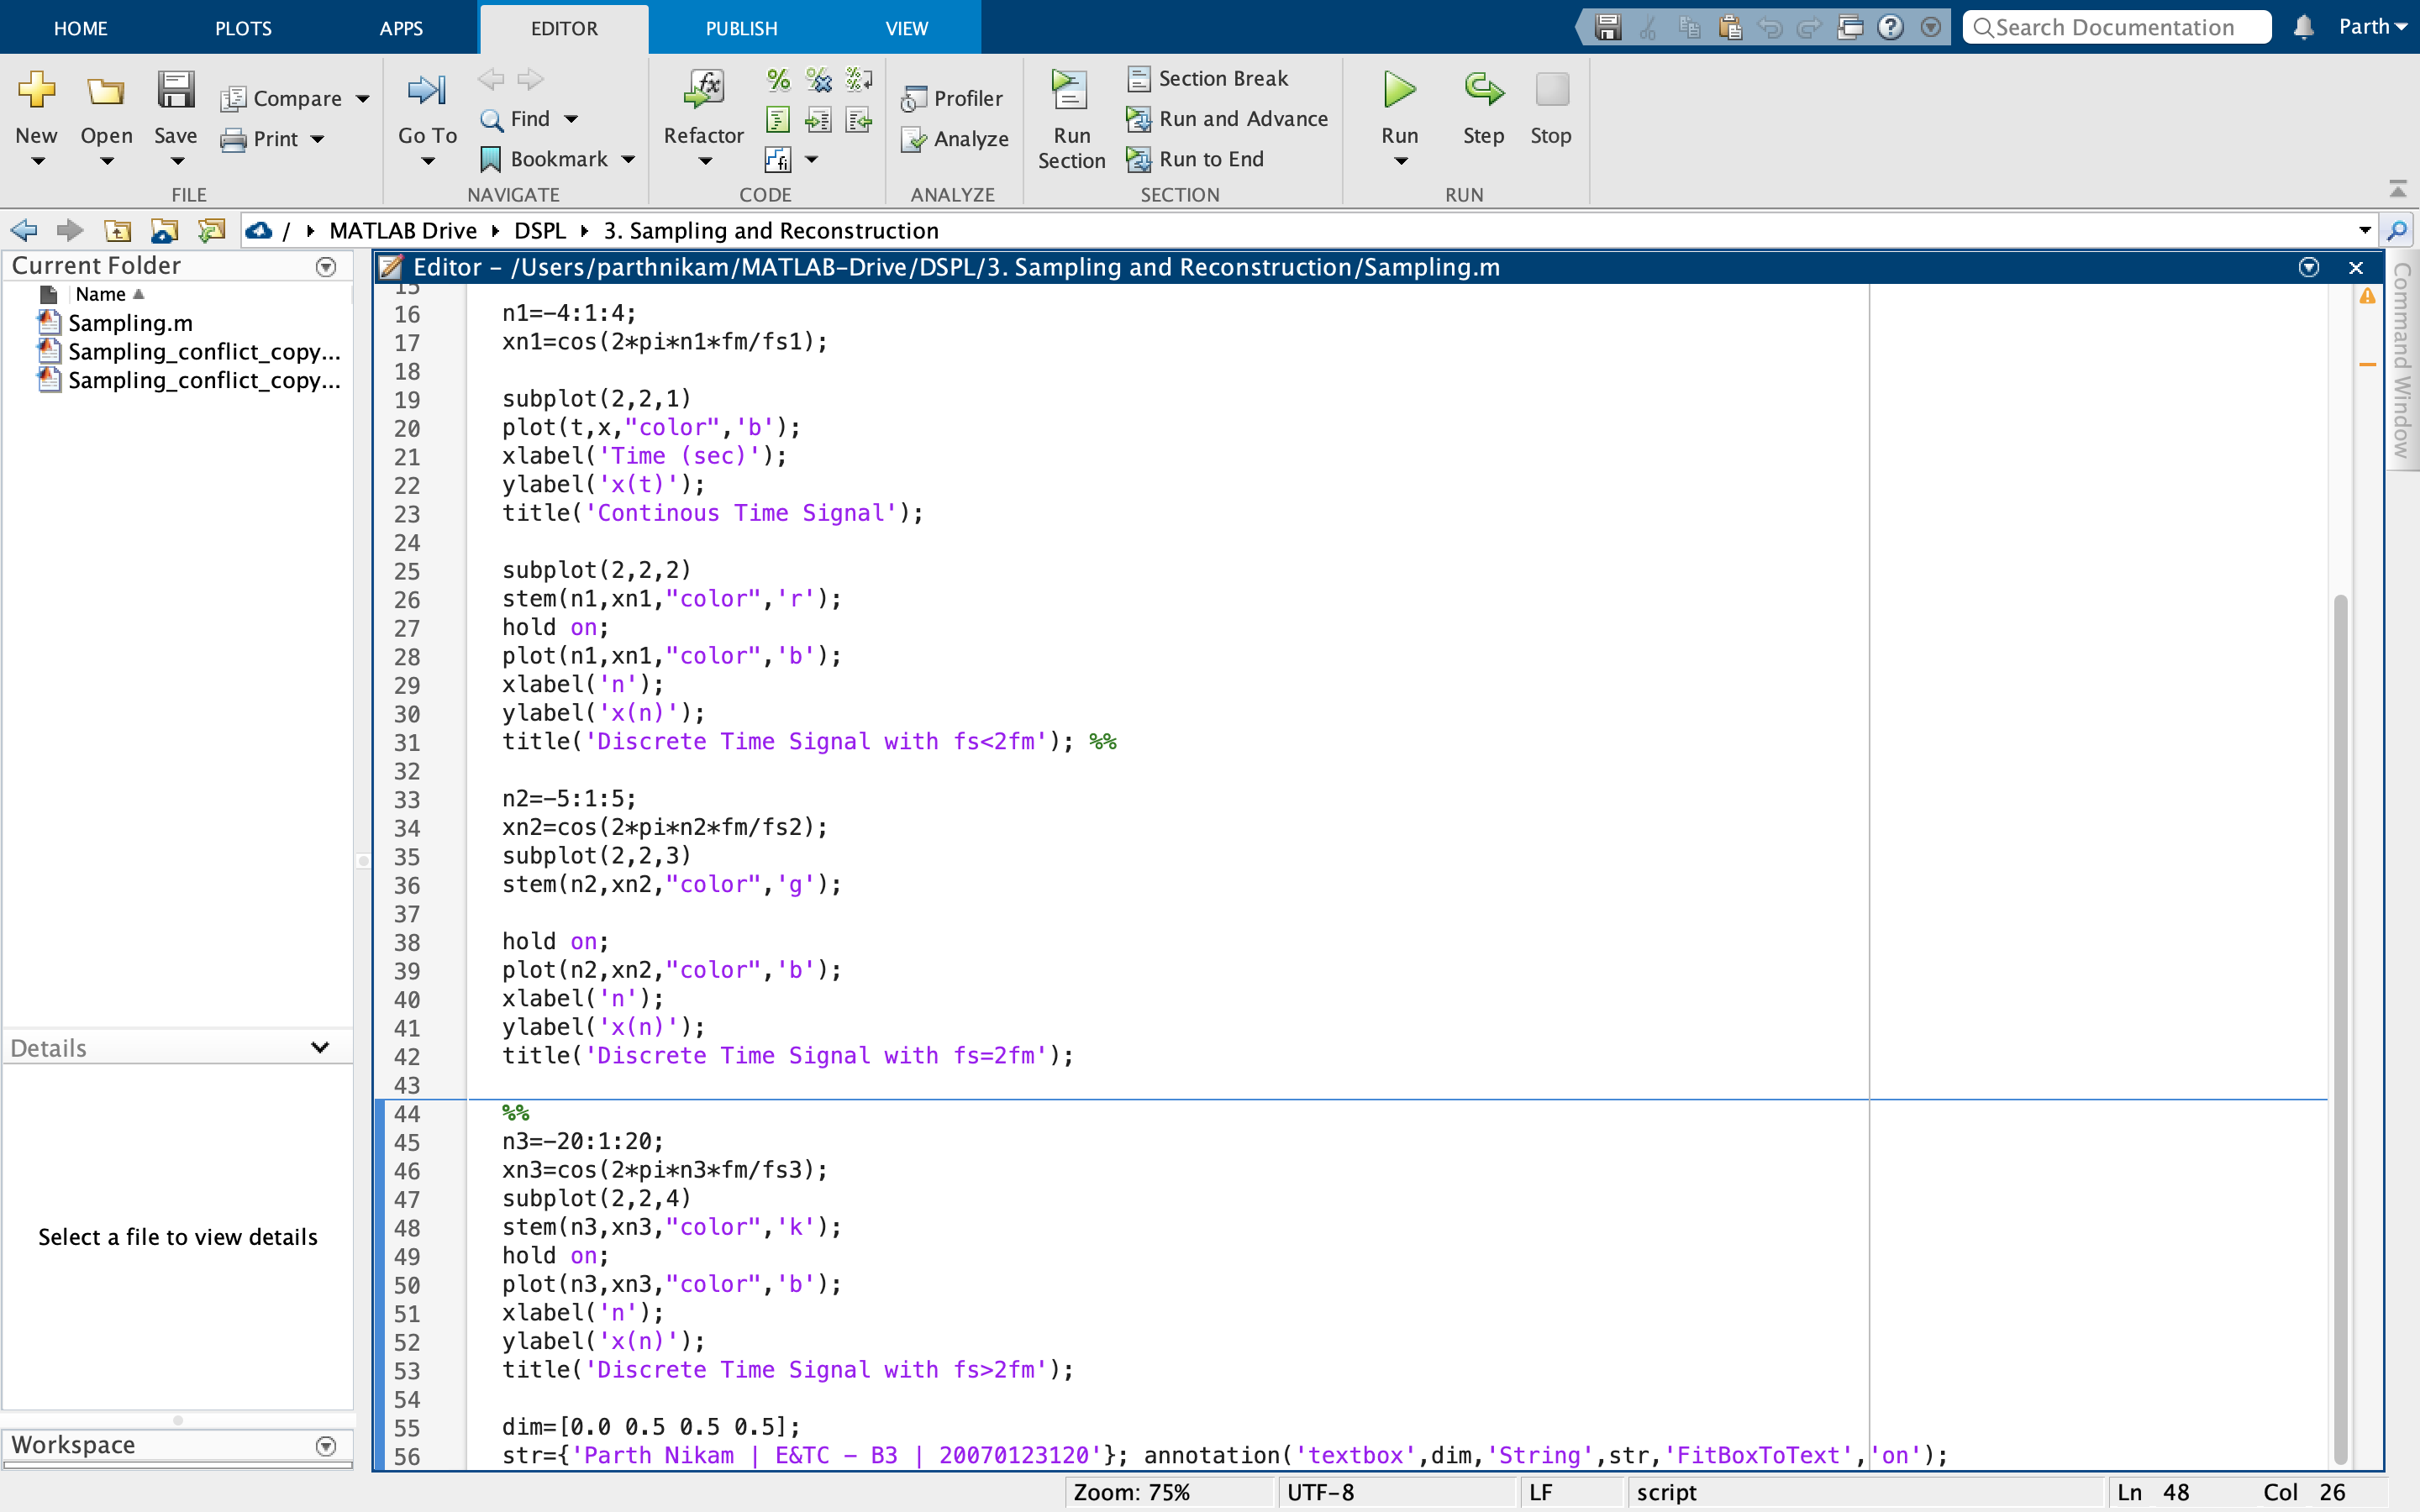 HOME PLOTS APPS EDITOR PUBLISH VIEW Search Documentation Parth
New Open Save Compare Print Go To Find Bookmark Refactor Profiler Analyze Run Section Section Break Run and Advance Run to End Run Step Stop
FILE NAVIGATE CODE ANALYZE SECTION RUN
/ MATLAB Drive DSPL 3. Sampling and Reconstruction
Current Folder
Name
Sampling.m
Sampling_conflict_copy...
Sampling_conflict_copy...
Details
Select a file to view details
Workspace
Editor - /Users/parthnikam/MATLAB-Drive/DSPL/3. Sampling and Reconstruction/Sampling.m
Command Window
15
16 n1=-4:1:4;
17 xn1=cos(2*pi*n1*fm/fs1);
18
19 subplot(2,2,1)
20 plot(t,x,"color",'b');
21 xlabel('Time (sec)');
22 ylabel('x(t)');
23 title('Continous Time Signal');
24
25 subplot(2,2,2)
26 stem(n1,xn1,"color",'r');
27 hold on;
28 plot(n1,xn1,"color",'b');
29 xlabel('n');
30 ylabel('x(n)');
31 title('Discrete Time Signal with fs<2fm'); %%
32
33 n2=-5:1:5;
34 xn2=cos(2*pi*n2*fm/fs2);
35 subplot(2,2,3)
36 stem(n2,xn2,"color",'g');
37
38 hold on;
39 plot(n2,xn2,"color",'b');
40 xlabel('n');
41 ylabel('x(n)');
42 title('Discrete Time Signal with fs=2fm');
43
44 %%
45 n3=-20:1:20;
46 xn3=cos(2*pi*n3*fm/fs3);
47 subplot(2,2,4)
48 stem(n3,xn3,"color",'k');
49 hold on;
50 plot(n3,xn3,"color",'b');
51 xlabel('n');
52 ylabel('x(n)');
53 title('Discrete Time Signal with fs>2fm');
54
55 dim=[0.0 0.5 0.5 0.5];
56 str={'Parth Nikam | E&TC - B3 | 20070123120'}; annotation('textbox',dim,'String',str,'FitBoxToText','on');
Zoom: 75% UTF-8 LF script Ln 48 Col 26